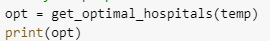 opt = get_optimal_hospitals(temp)
print(opt)